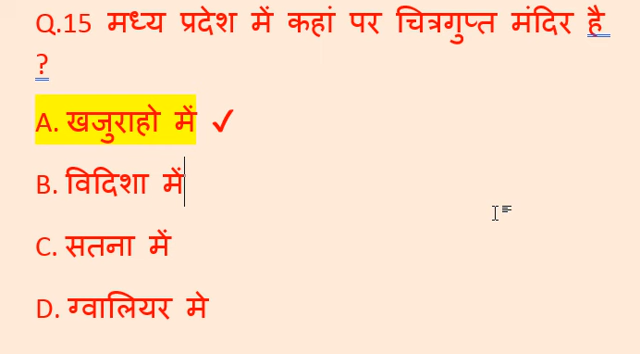 Q.15 मध्य प्रदेश में कहां पर चित्रगुप्त मंदिर है
?
A. खजुराहो में ✓
B. विदिशा में
C. सतना में
D. ग्वालियर मे